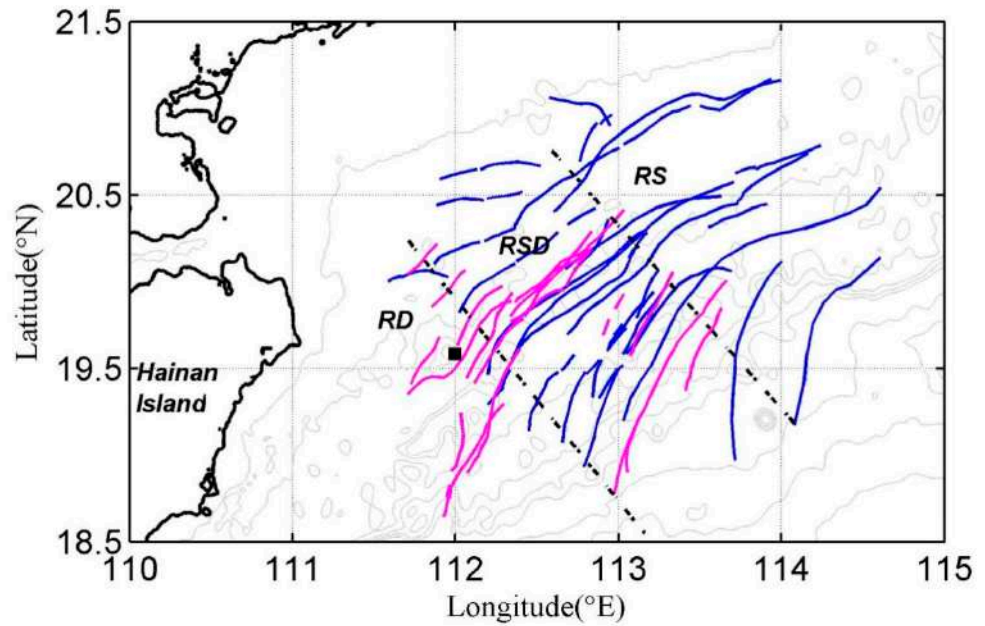 21.5
20.5
19.5
18.5
Latitude(°N)
RS
RSD
RD
Hainan
Island
110 111 112 113 114 115
Longitude(°E)